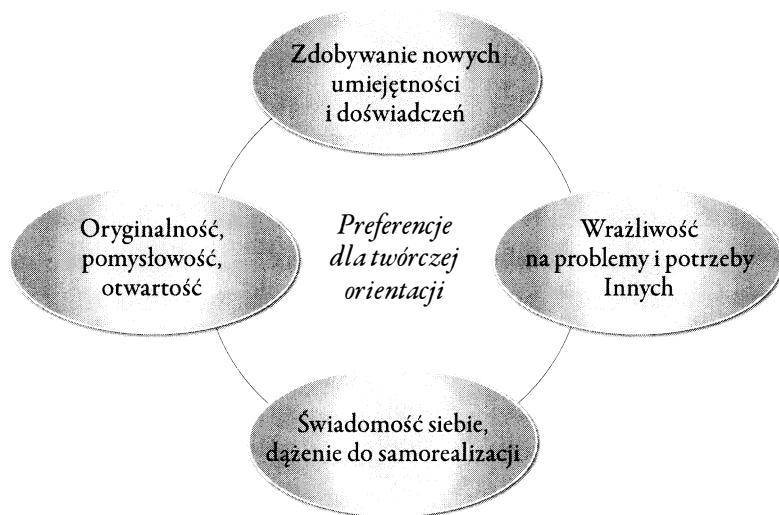 Zdobywanie nowych
umiejętności
i doświadczeń
Oryginalność,
pomysłowość,
otwartość
Preferencje
dla twórczej
orientacji
Wrażliwość
na problemy i potrzeby
Innych
Świadomość siebie,
dążenie do samorealizacji